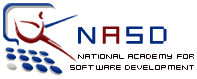 NASD
NATIONAL ACADEMY FOR
SOFTWARE DEVELOPMENT